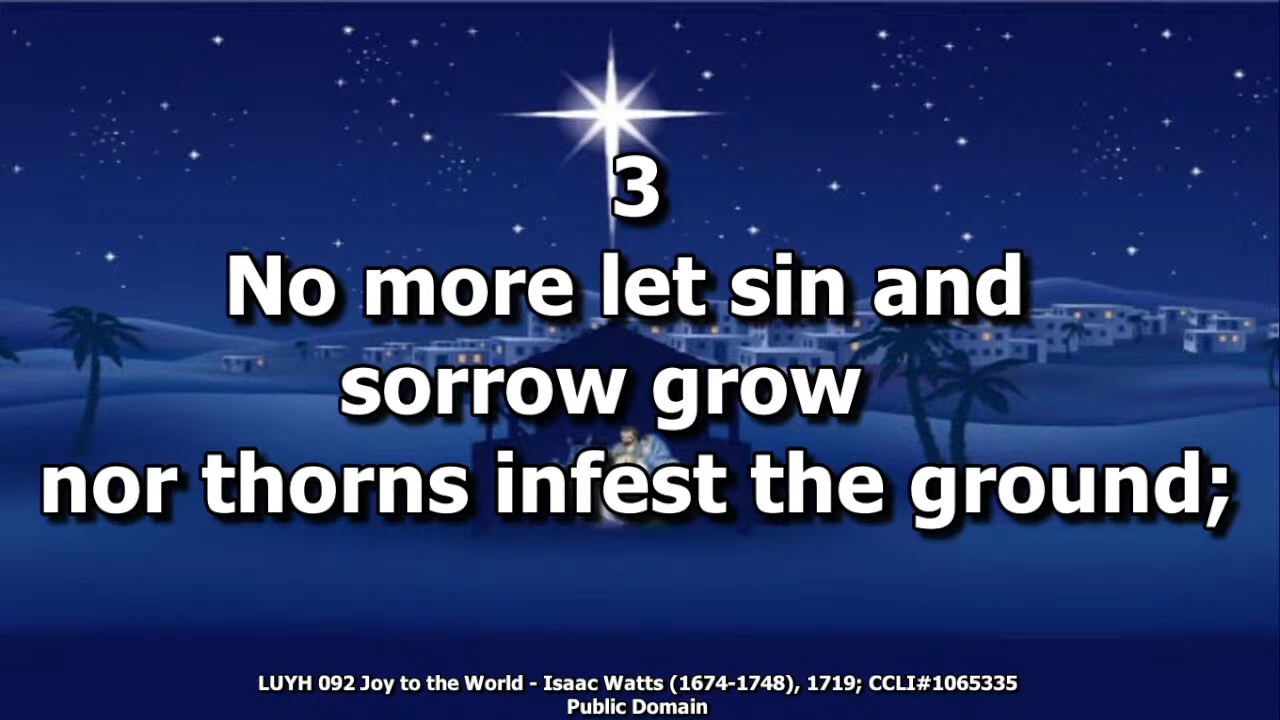 3
No more let sin and
sorrow grow
nor thorns infest the ground;
LUYH 092 Joy to the World - Isaac Watts (1674-1748), 1719; CCLI#1065335
Public Domain